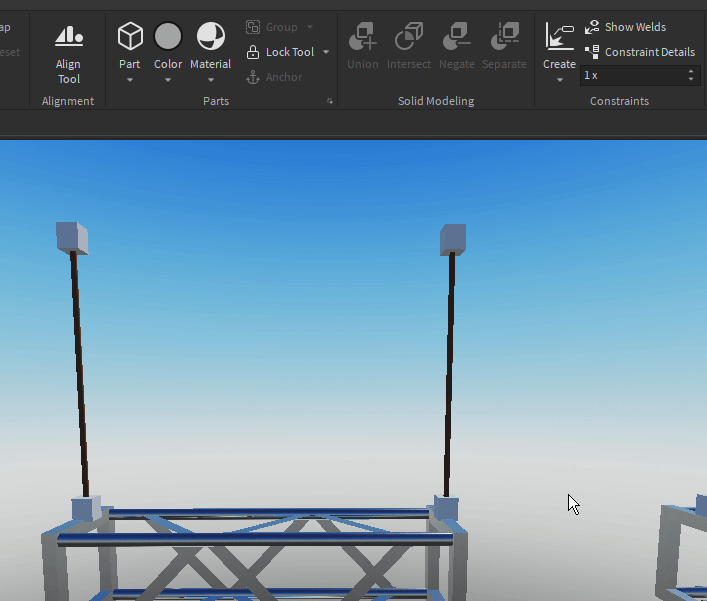 ap
eset
Align
Tool
Alignment
Part
Color
Material
Group
Lock Tool
Anchor
Parts
Union
Intersect
Negate
Separate
Solid Modeling
Create
Show Welds
Constraint Details
1 x
Constraints